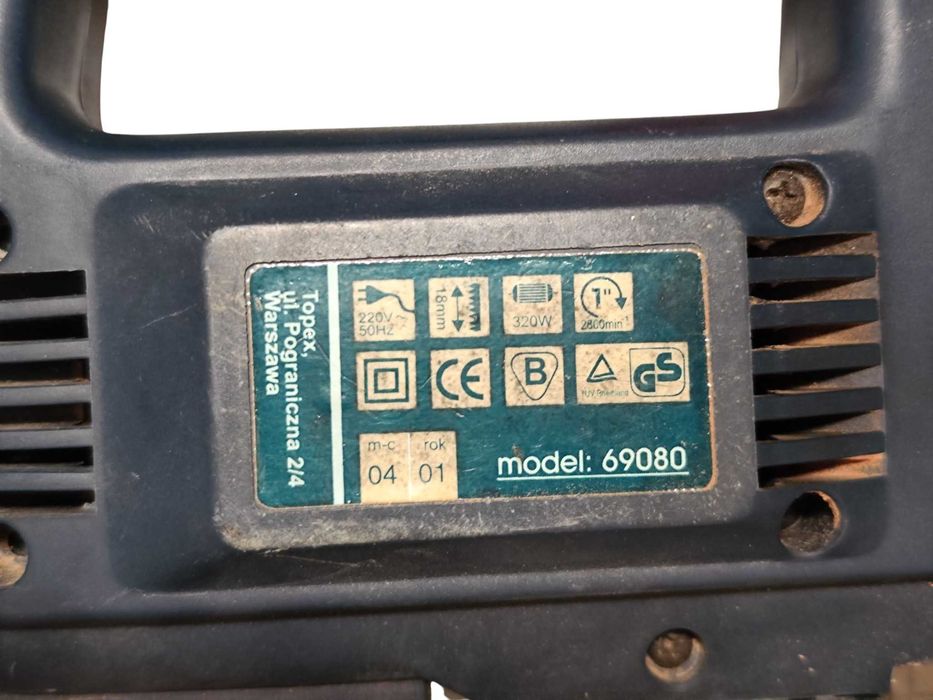 Topex,
ul. Pogranicza 2/4
Warszawa
220V
50HZ
18mm
320W
1"
2800min⁻¹
CE
B
GS
m-c rok
04 01
model: 69080